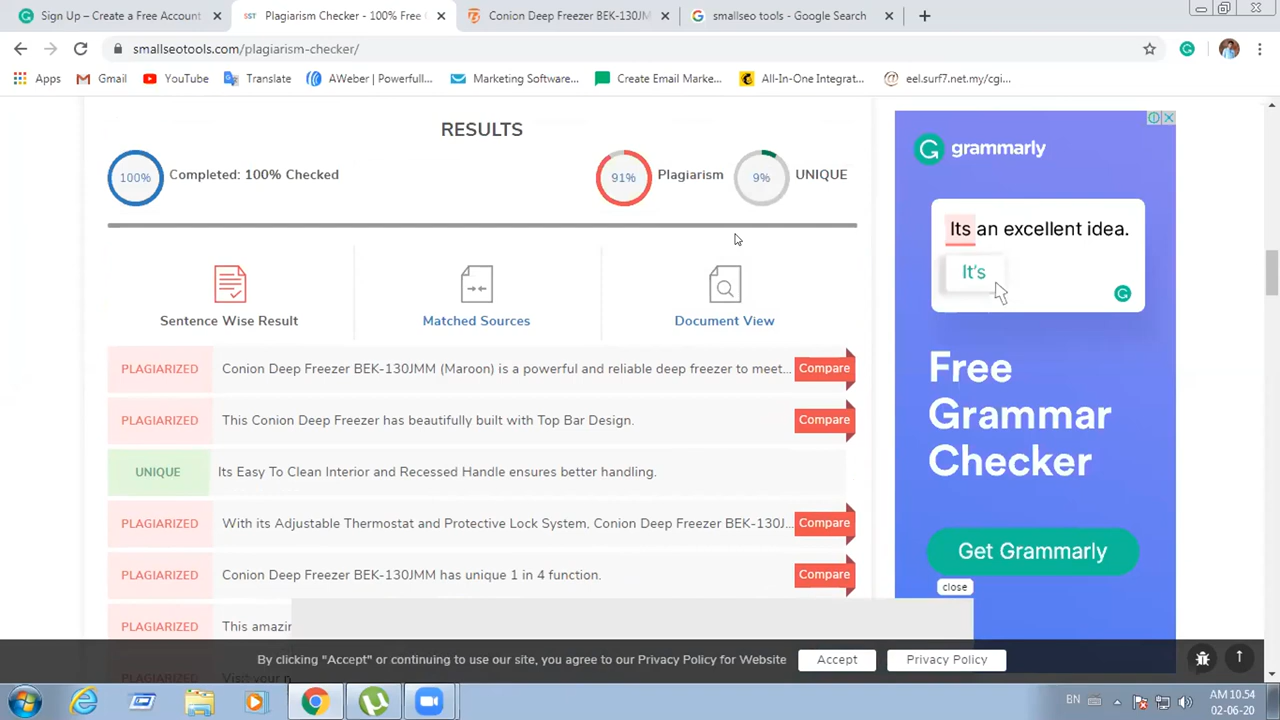 Sign Up – Create a Free Account
SST Plagiarism Checker - 100% Free
Conion Deep Freezer BEK-130JM
smallseo tools - Google Search
smallseotools.com/plagiarism-checker/
Apps
Gmail
YouTube
Translate
AWeber | Powerfull...
Marketing Software...
Create Email Marke...
All-In-One Integrat...
eel.surf7.net.my/cgi...
RESULTS
100%
Completed: 100% Checked
91%
Plagiarism
9%
UNIQUE
Sentence Wise Result
Matched Sources
Document View
PLAGIARIZED Conion Deep Freezer BEK-130JMM (Maroon) is a powerful and reliable deep freezer to meet... Compare
PLAGIARIZED This Conion Deep Freezer has beautifully built with Top Bar Design. Compare
UNIQUE Its Easy To Clean Interior and Recessed Handle ensures better handling.
PLAGIARIZED With its Adjustable Thermostat and Protective Lock System, Conion Deep Freezer BEK-130J... Compare
PLAGIARIZED Conion Deep Freezer BEK-130JMM has unique 1 in 4 function. Compare
PLAGIARIZED This amazin
grammarly
Its an excellent idea.
It's
Free
Grammar
Checker
Get Grammarly
close
By clicking "Accept" or continuing to use our site, you agree to our Privacy Policy for Website
Accept
Privacy Policy
BN
AM 10.54
02-06-20